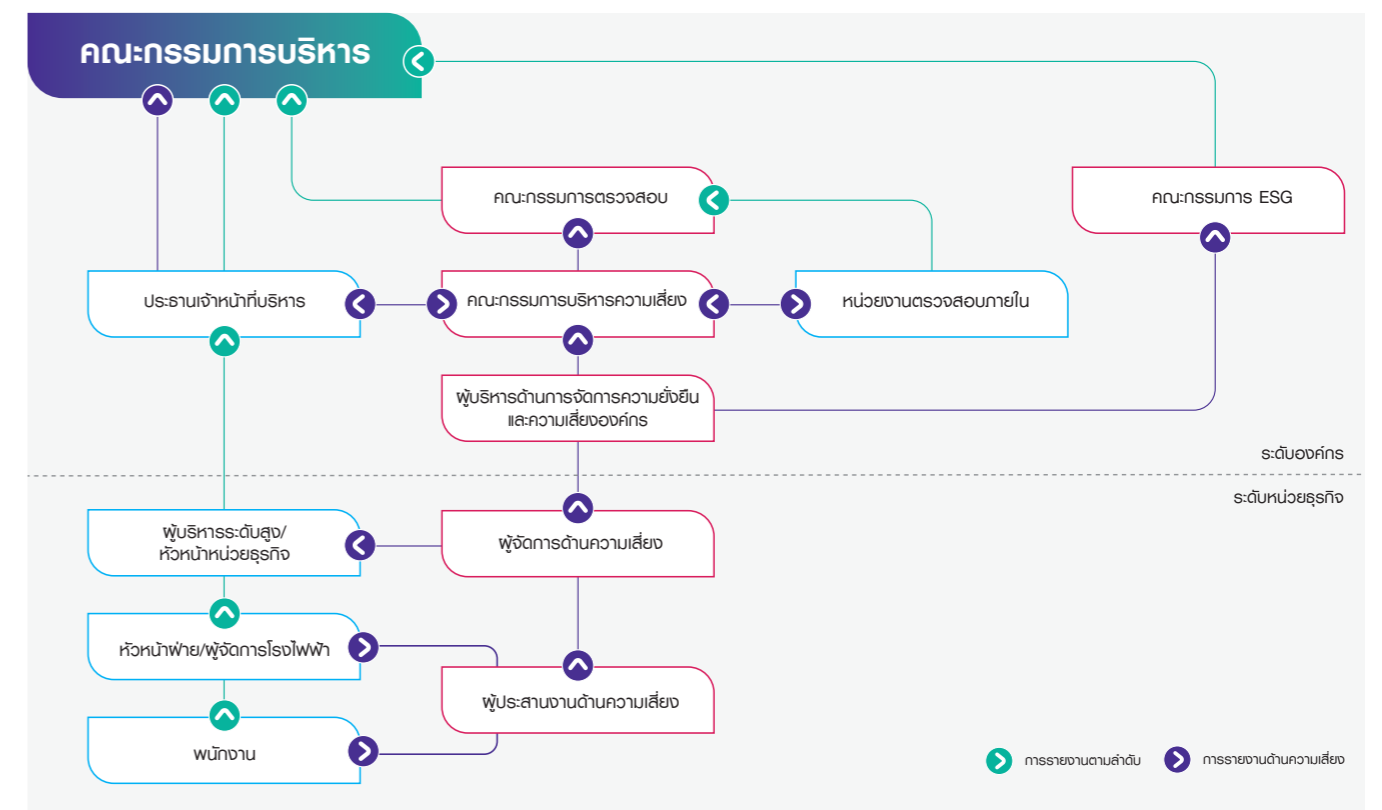 คณะกรรมการบริหาร
คณะกรรมการตรวจสอบ
คณะกรรมการ ESG
ประธานเจ้าหน้าที่บริหาร
คณะกรรมการบริหารความเสี่ยง
หน่วยงานตรวจสอบภายใน
ผู้บริหารด้านการจัดการความยั่งยืน
และความเสี่ยงองค์กร
ระดับองค์กร
ระดับหน่วยธุรกิจ
ผู้บริหารระดับสูง/
หัวหน้าหน่วยธุรกิจ
ผู้จัดการด้านความเสี่ยง
หัวหน้าฝ่าย/ผู้จัดการโรงไฟฟ้า
ผู้ประสานงานด้านความเสี่ยง
พนักงาน
การรายงานตามลำดับ
การรายงานด้านความเสี่ยง